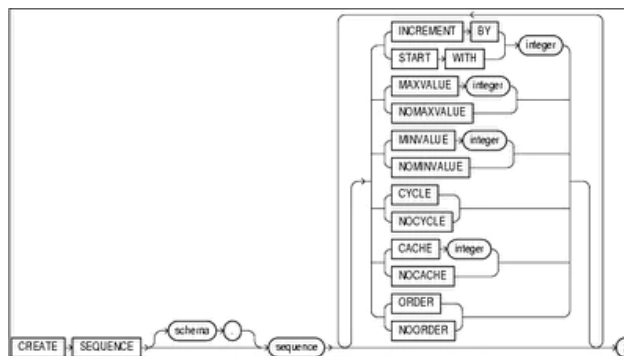 INCREMENT BY integer
START WITH
MAXVALUE integer
NOMAXVALUE
MINVALUE integer
NOMINVALUE
CYCLE
NOCYCLE
CACHE integer
NOCACHE
ORDER
NOORDER
schema .
CREATE SEQUENCE sequence